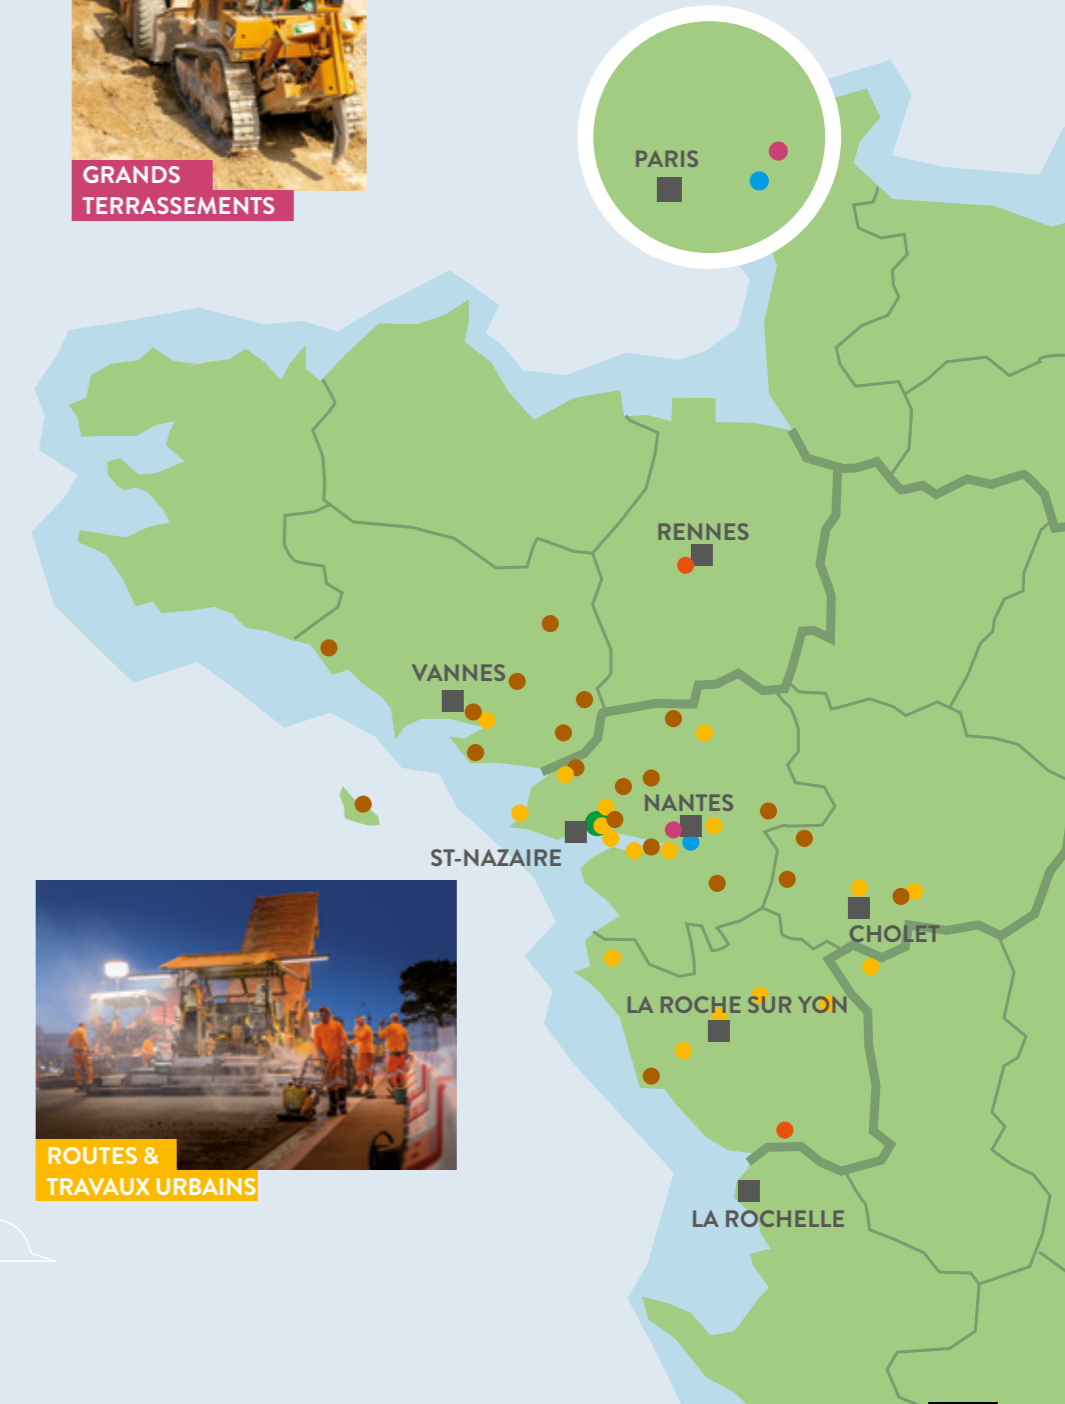 GRANDS
TERRASSEMENTS
PARIS
RENNES
VANNES
NANTES
ST-NAZAIRE
CHOLET
LA ROCHE SUR YON
ROUTES &
TRAVAUX URBAINS
LA ROCHELLE